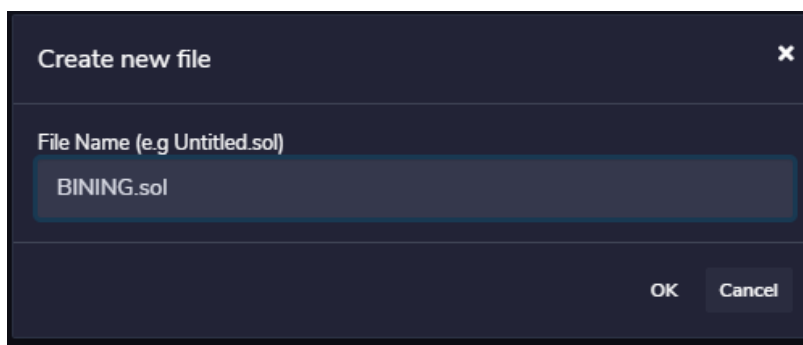 Create new file
File Name (e.g Untitled.sol)
BINING.sol
OK Cancel